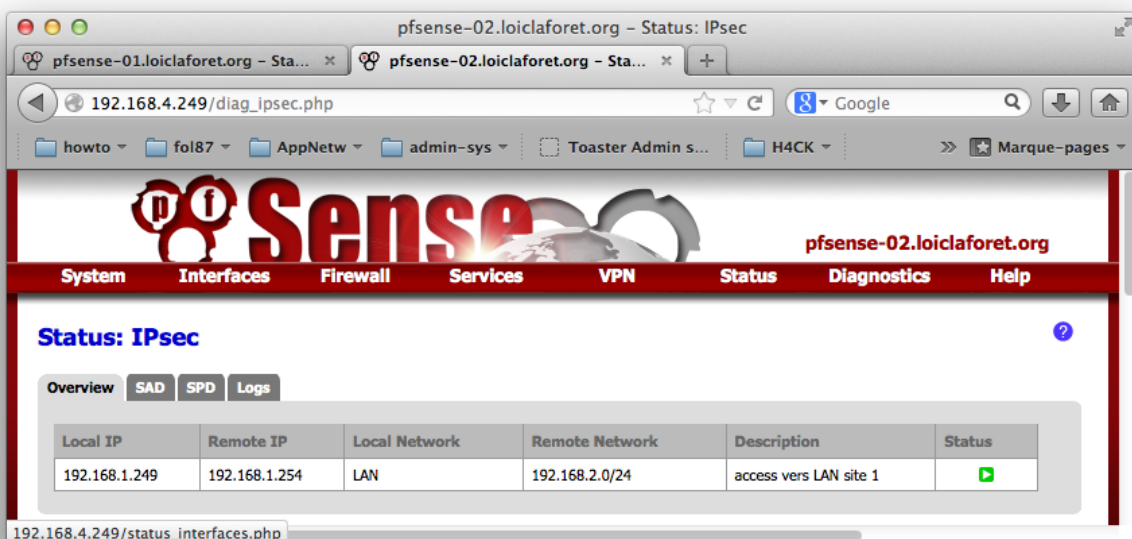 pfsense-02.loiclaforet.org – Status: IPsec
pfsense-01.loiclaforet.org – Sta... pfsense-02.loiclaforet.org – Sta...
192.168.4.249/diag_ipsec.php Google
howto fol87 AppNetw admin-sys Toaster Admin s... H4CK Marque-pages
pf Sense
pfsense-02.loiclaforet.org
System Interfaces Firewall Services VPN Status Diagnostics Help
Status: IPsec
Overview SAD SPD Logs
Local IP Remote IP Local Network Remote Network Description Status
192.168.1.249 192.168.1.254 LAN 192.168.2.0/24 access vers LAN site 1
192.168.4.249/status_interfaces.php